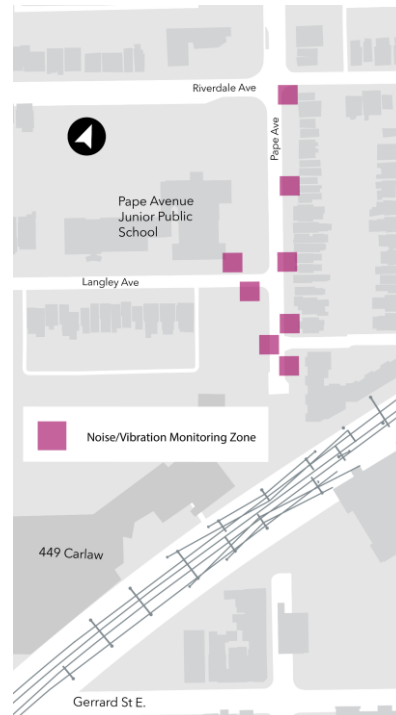 Riverdale Ave
Pape Ave
Pape Avenue
Junior Public
School
Langley Ave
Noise/Vibration Monitoring Zone
449 Carlaw
Gerrard St E.